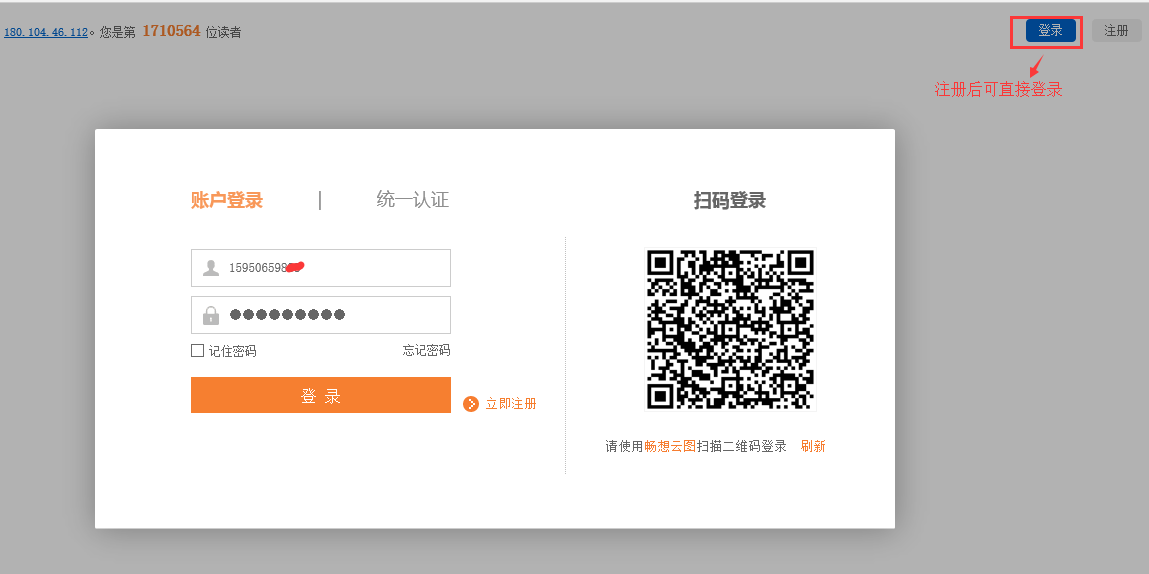 180.104.46.112。您是第 1710564 位读者
登录 注册
注册后可直接登录
账户登录 | 统一认证
扫码登录
159506598
●●●●●●●●●
记住密码 忘记密码
登 录
立即注册
请使用畅想云图扫描二维码登录 刷新